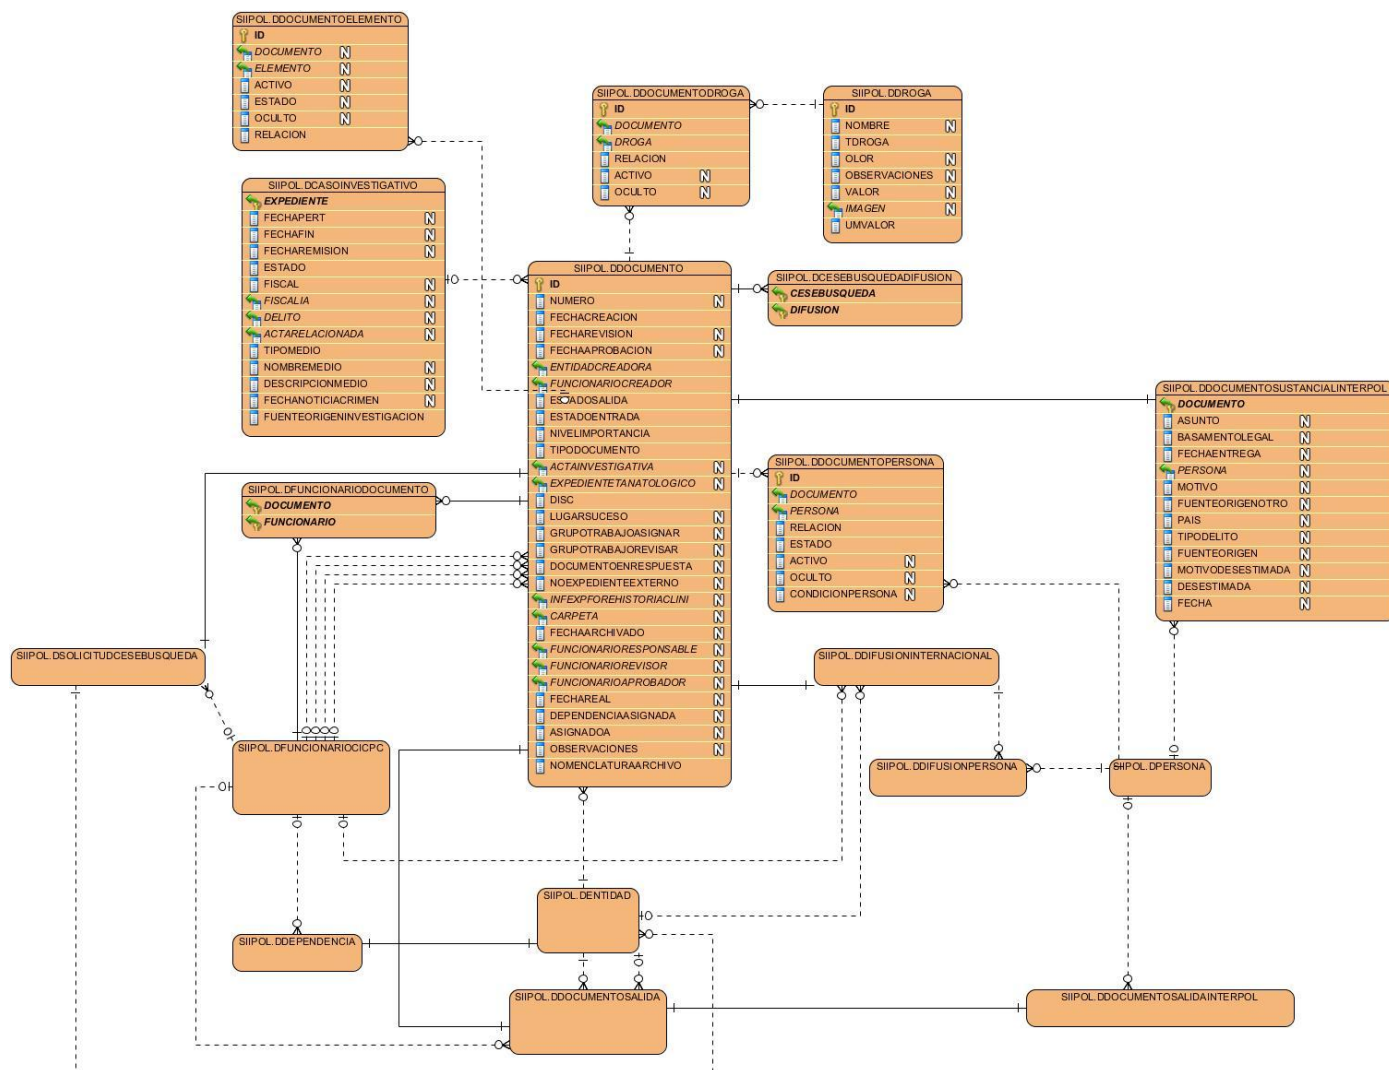 SIIPOL.DDOCUMENTOELEMENTO
ID
DOCUMENTO N
ELEMENTO N
ACTIVO N
ESTADO N
OCULTO N
RELACION
SIIPOL.DDOCUMENTODROGA
ID
DOCUMENTO
DROGA
RELACION
ACTIVO N
OCULTO N
SIIPOL.DDROGA
ID
NOMBRE N
TDROGA
OLOR N
OBSERVACIONES N
VALOR N
IMAGEN N
UMVALOR
SIIPOL.DCASOINVESTIGATIVO
EXPEDIENTE
FECHAPERT N
FECHAFIN N
FECHAREMISION N
ESTADO
FISCAL N
FISCALIA N
DELITO N
ACTARELACIONADA N
TIPOMEDIO
NOMBREMEDIO N
DESCRIPCIONMEDIO N
FECHANOTICIACRIMEN N
FUENTEORIGENINVESTIGACION
SIIPOL.DDOCUMENTO
ID
NUMERO N
FECHACREACION
FECHAREVISION N
FECHAAPROBACION N
ENTIDADCREADORA
FUNCIONARIOCREADOR
ESTADOSALIDA
ESTADOENTRADA
NIVELIMPORTANCIA
TIPODOCUMENTO
ACTAINVESTIGATIVA N
EXPEDIENTETANATOLOGICO N
DISC
LUGARSUCESO N
GRUPOTRABAJOASIGNAR N
GRUPOTRABAJOREVISAR N
DOCUMENTOENRESPUESTA N
NOEXPEDIENTEEXTERNO N
INFEXPFOREHISTORIACLINI N
CARPETA N
FECHAARCHIVADO N
FUNCIONARIORESPONSABLE N
FUNCIONARIOREVISOR N
FUNCIONARIOAPROBADOR N
FECHAREAL N
DEPENDENCIAASIGNADA N
ASIGNADOA N
OBSERVACIONES N
NOMENCLATURAARCHIVO
SIIPOL.DCESEBUSQUEDADIFUSION
CESEBUSQUEDA
DIFUSION
SIIPOL.DDOCUMENTOSUSTANCIALINTERPOL
DOCUMENTO
ASUNTO N
BASAMENTOLEGAL N
FECHAENTREGA N
PERSONA N
MOTIVO N
FUENTEORIGENOTRO N
PAIS N
TIPODELITO N
FUENTEORIGEN N
MOTIVODESESTIMADA N
DESESTIMADA N
FECHA N
SIIPOL.DDOCUMENTOPERSONA
ID
DOCUMENTO
PERSONA
RELACION
ESTADO
ACTIVO N
OCULTO N
CONDICIONPERSONA N
SIIPOL.DFUNCIONARIODOCUMENTO
DOCUMENTO
FUNCIONARIO
SIIPOL.DSOLICITUDCESEBUSQUEDA
SIIPOL.DDIFUSIONINTERNACIONAL
SIIPOL.DFUNCIONARIOCICPC
SIIPOL.DDIFUSIONPERSONA
SIIPOL.DPERSONA
SIIPOL.DENTIDAD
SIIPOL.DDEPENDENCIA
SIIPOL.DDOCUMENTOSALIDA
SIIPOL.DDOCUMENTOSALIDAINTERPOL